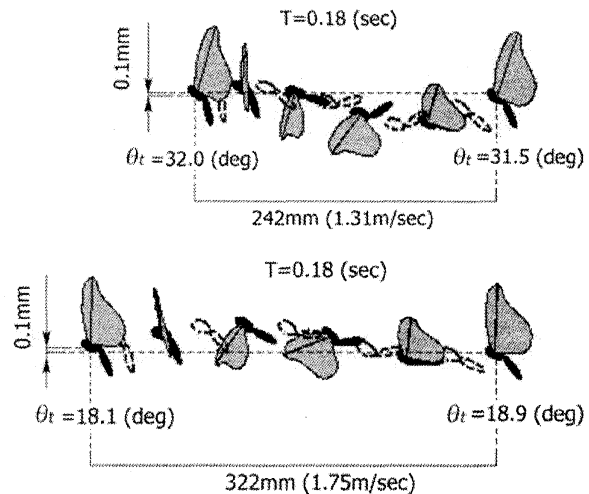 T=0.18 (sec)
0.1mm
θt =32.0 (deg)
θt =31.5 (deg)
242mm (1.31m/sec)
T=0.18 (sec)
0.1mm
θt =18.1 (deg)
θt =18.9 (deg)
322mm (1.75m/sec)